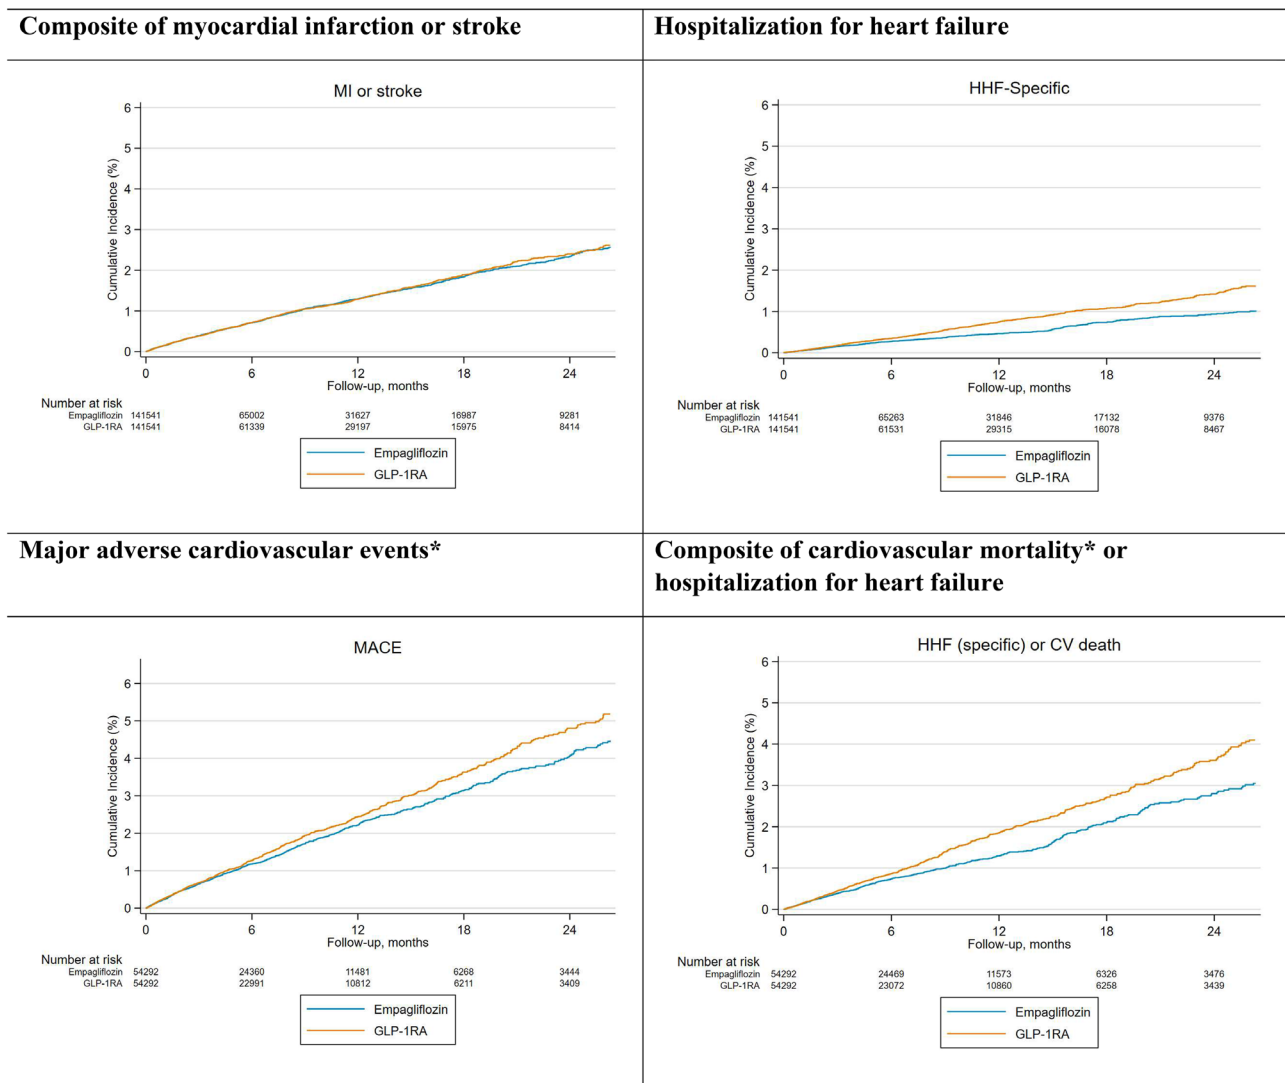 Composite of myocardial infarction or stroke
MI or stroke
Cumulative Incidence (%)
6
5
4
3
2
1
0
0 6 12 18 24
Follow-up, months
Number at risk
Empagliflozin 141541 65002 31627 16987 9281
GLP-1RA 141541 61339 29197 15975 8414
Empagliflozin
GLP-1RA
Hospitalization for heart failure
HHF-Specific
Cumulative Incidence (%)
6
5
4
3
2
1
0
0 6 12 18 24
Follow-up, months
Number at risk
Empagliflozin 141541 65263 31846 17132 9376
GLP-1RA 141541 61531 29315 16078 8467
Empagliflozin
GLP-1RA
Major adverse cardiovascular events*
MACE
Cumulative Incidence (%)
6
5
4
3
2
1
0
0 6 12 18 24
Follow-up, months
Number at risk
Empagliflozin 54292 24360 11481 6268 3444
GLP-1RA 54292 22991 10812 6211 3409
Empagliflozin
GLP-1RA
Composite of cardiovascular mortality* or
hospitalization for heart failure
HHF (specific) or CV death
Cumulative Incidence (%)
6
5
4
3
2
1
0
0 6 12 18 24
Follow-up, months
Number at risk
Empagliflozin 54292 24469 11573 6326 3476
GLP-1RA 54292 23072 10860 6258 3439
Empagliflozin
GLP-1RA